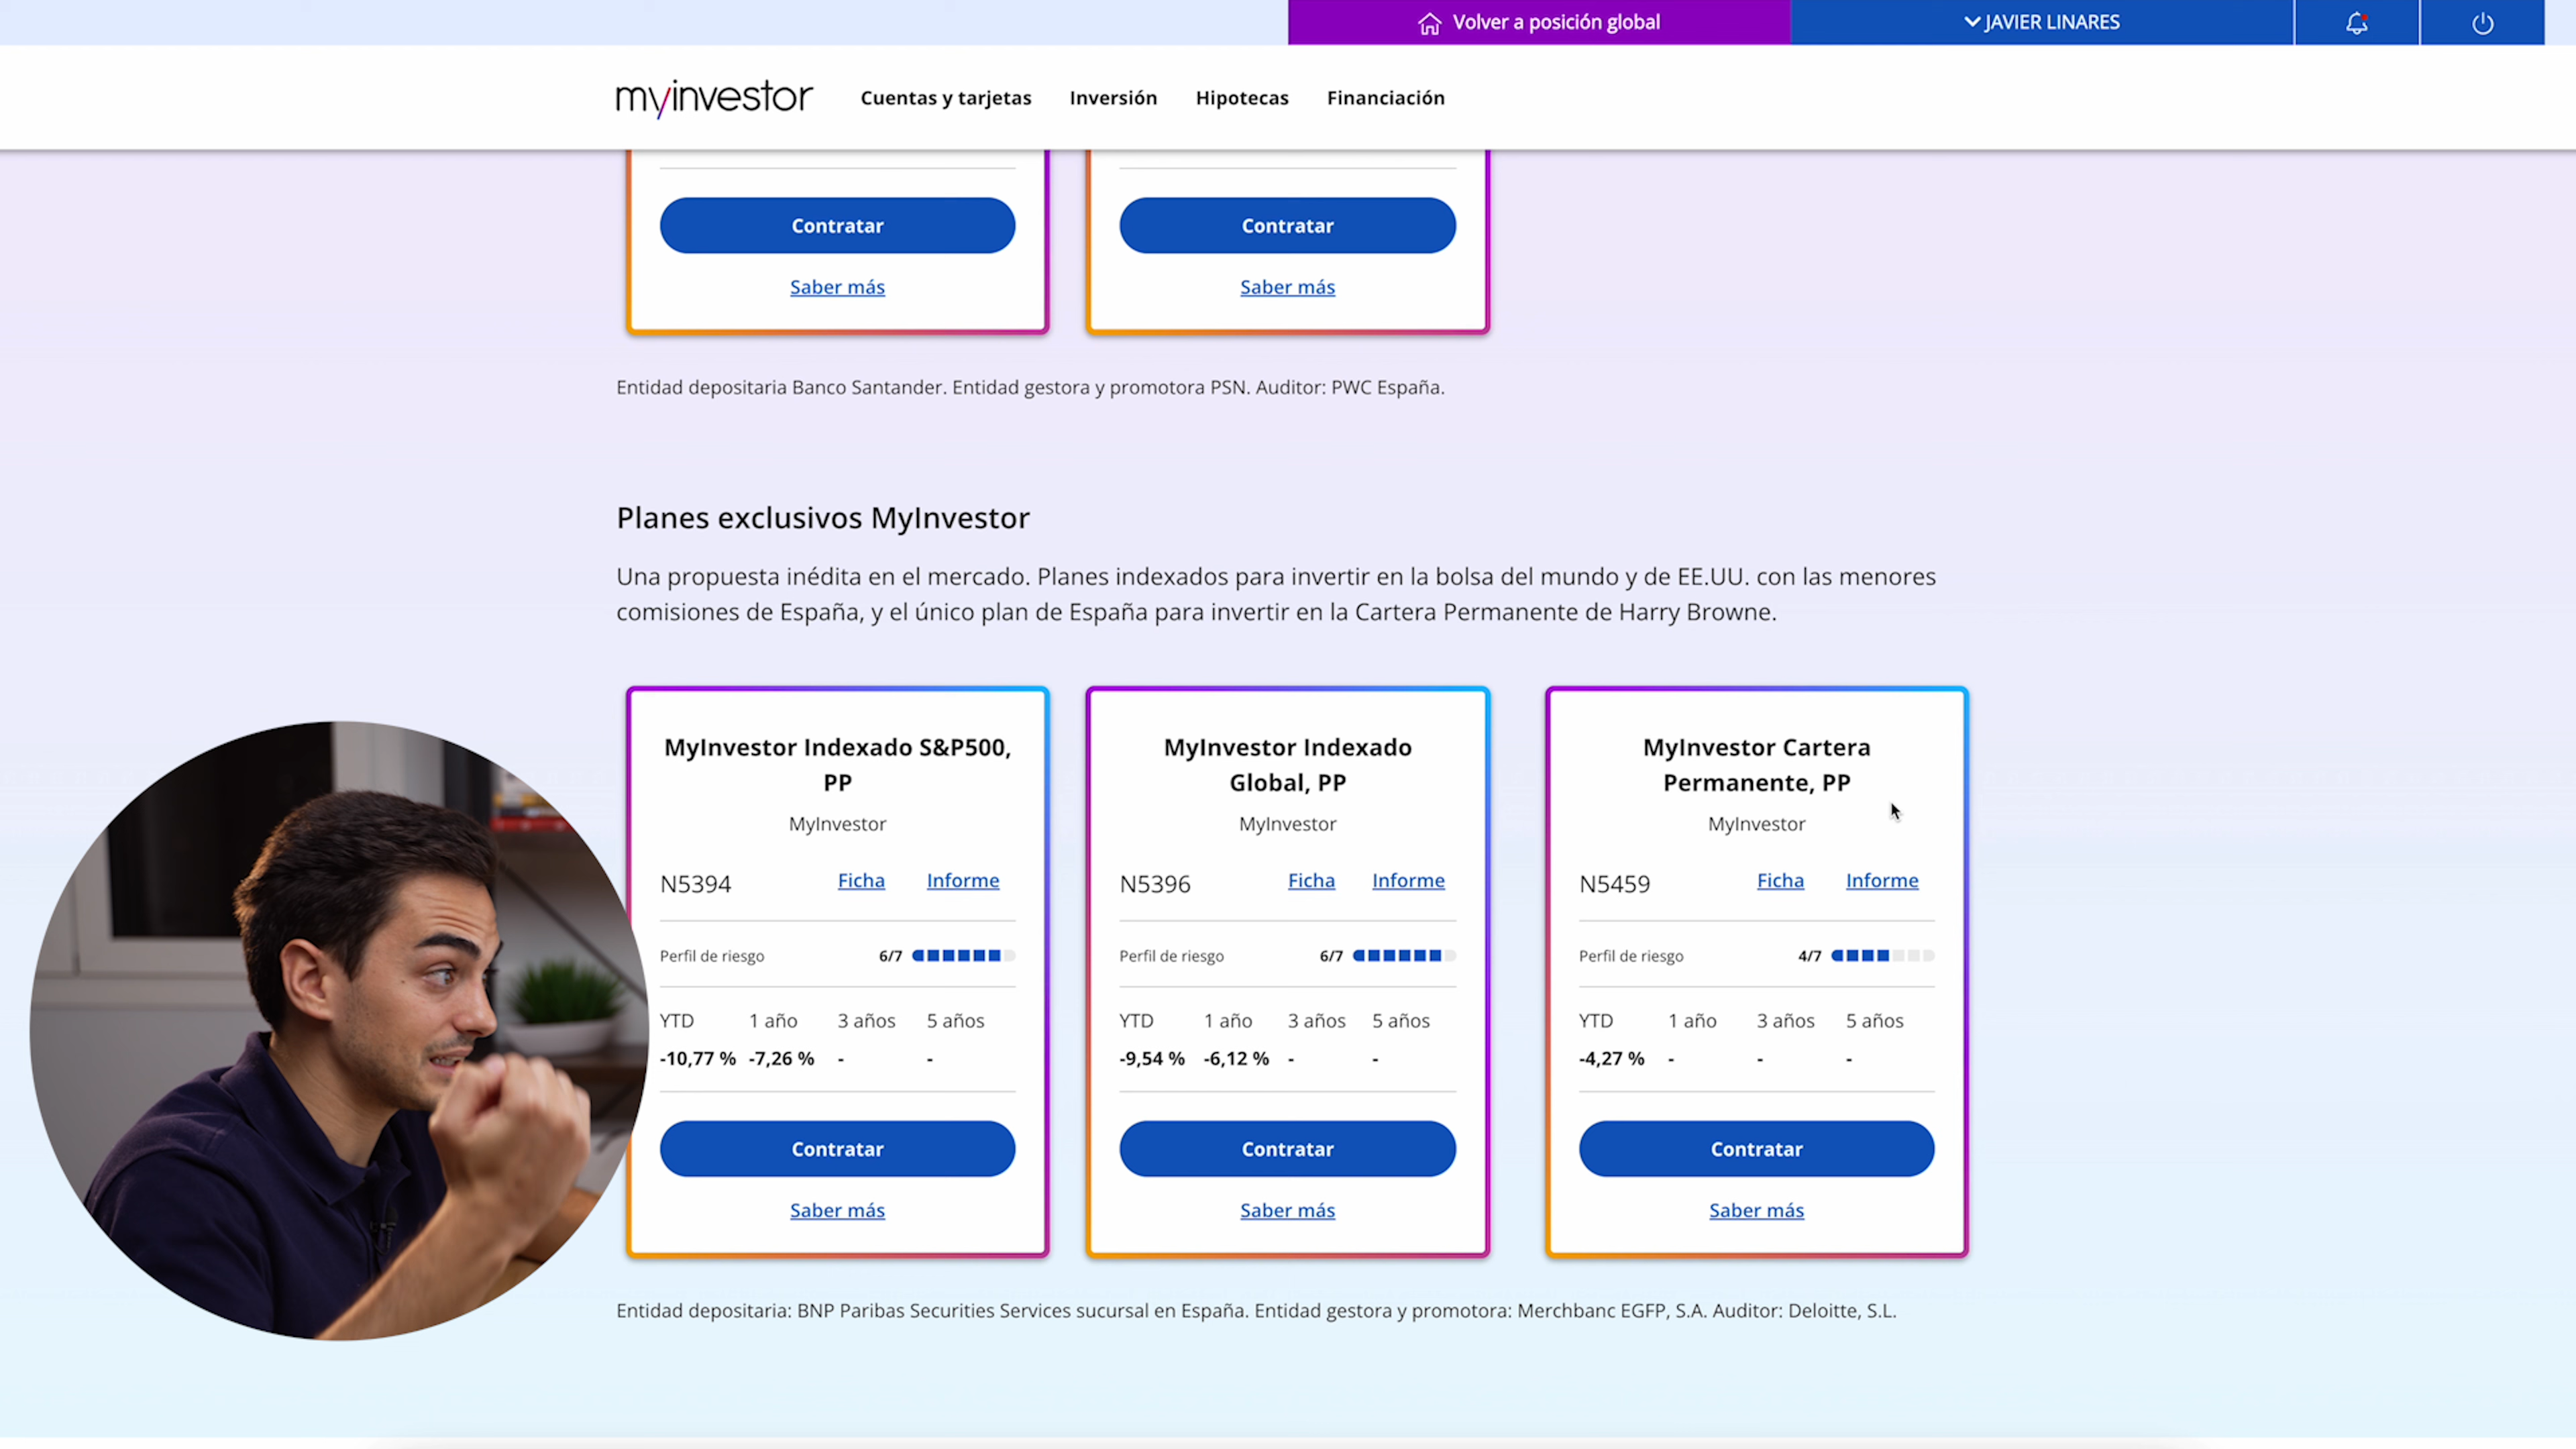 Volver a posición global
JAVIER LINARES
myinvestor
Cuentas y tarjetas
Inversión
Hipotecas
Financiación
Contratar
Saber más
Contratar
Saber más
Entidad depositaria Banco Santander. Entidad gestora y promotora PSN. Auditor: PWC España.
Planes exclusivos MyInvestor
Una propuesta inédita en el mercado. Planes indexados para invertir en la bolsa del mundo y de EE.UU. con las menores
comisiones de España, y el único plan de España para invertir en la Cartera Permanente de Harry Browne.
MyInvestor Indexado S&P500,
PP
MyInvestor
N5394 Ficha Informe
Perfil de riesgo 6/7
YTD 1 año 3 años 5 años
-10,77 % -7,26 % - -
Contratar
Saber más
MyInvestor Indexado
Global, PP
MyInvestor
N5396 Ficha Informe
Perfil de riesgo 6/7
YTD 1 año 3 años 5 años
-9,54 % -6,12 % - -
Contratar
Saber más
MyInvestor Cartera
Permanente, PP
MyInvestor
N5459 Ficha Informe
Perfil de riesgo 4/7
YTD 1 año 3 años 5 años
-4,27 % - - -
Contratar
Saber más
Entidad depositaria: BNP Paribas Securities Services sucursal en España. Entidad gestora y promotora: Merchbanc EGFP, S.A. Auditor: Deloitte, S.L.